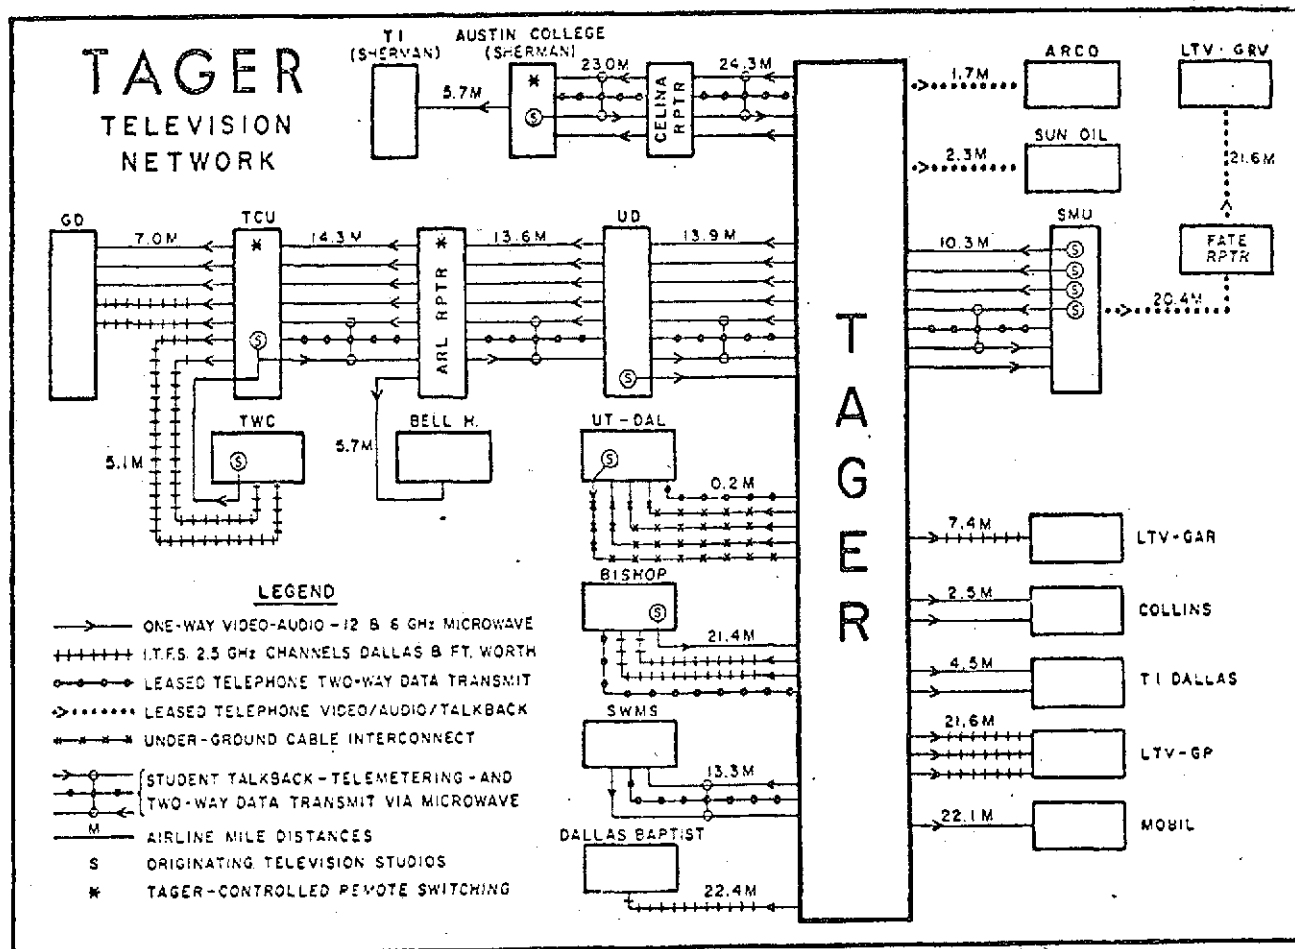 TAGER
TELEVISION
NETWORK
TI
(SHERMAN)
AUSTIN COLLEGE
(SHERMAN)
5.7M
*
S
23.0M
CELINA
RPTR
24.3M
1.7M
ARCO
LTV-GRV
2.3M
SUN OIL
21.6M
GD
7.0M
TCU
*
S
14.3M
*
ARL RPTR
13.6M
UD
S
13.9M
TAGER
10.3M
SMU
S
S
S
S
FATE
RPTR
20.4M
TWC
S
5.1M
BELL H.
5.7M
UT-DAL
S
0.2M
7.4M
LTV-GAR
BISHOP
S
21.4M
2.5M
COLLINS
4.5M
TI DALLAS
SWMS
13.3M
21.6M
LTV-GP
DALLAS BAPTIST
22.4M
22.1M
MOBIL
LEGEND
ONE-WAY VIDEO-AUDIO-12 & 6 GHz MICROWAVE
I.T.F.S. 2.5 GHz CHANNELS DALLAS & FT. WORTH
LEASED TELEPHONE TWO-WAY DATA TRANSMIT
LEASED TELEPHONE VIDEO/AUDIO/TALKBACK
UNDER-GROUND CABLE INTERCONNECT
STUDENT TALKBACK-TELEMETERING-AND
TWO-WAY DATA TRANSMIT VIA MICROWAVE
M AIRLINE MILE DISTANCES
S ORIGINATING TELEVISION STUDIOS
* TAGER-CONTROLLED REMOTE SWITCHING